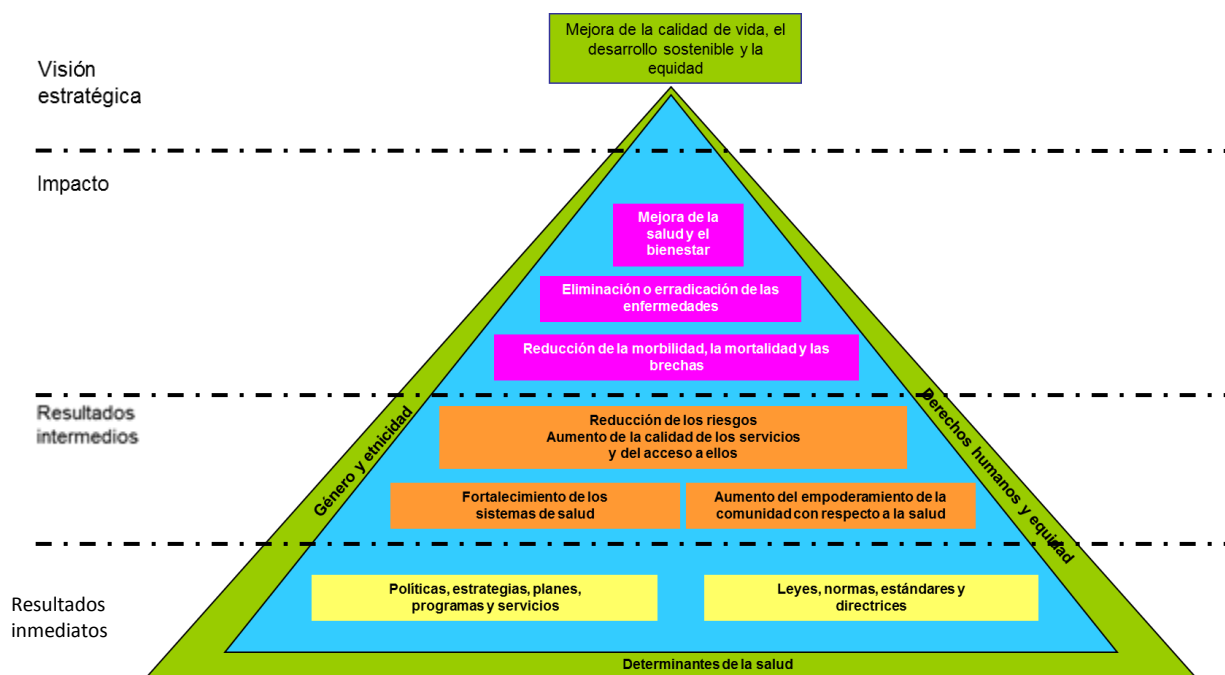 Mejora de la calidad de vida, el
desarrollo sostenible y la
equidad
Visión
estratégica
Impacto
Mejora de la
salud y el
bienestar
Eliminación o erradicación de las
enfermedades
Reducción de la morbilidad, la mortalidad y las
brechas
Resultados
intermedios
Reducción de los riesgos
Aumento de la calidad de los servicios
y del acceso a ellos
Género y etnicidad
Derechos humanos y equidad
Fortalecimiento de los
sistemas de salud
Aumento del empoderamiento de la
comunidad con respecto a la salud
Resultados
inmediatos
Políticas, estrategias, planes,
programas y servicios
Leyes, normas, estándares y
directrices
Determinantes de la salud